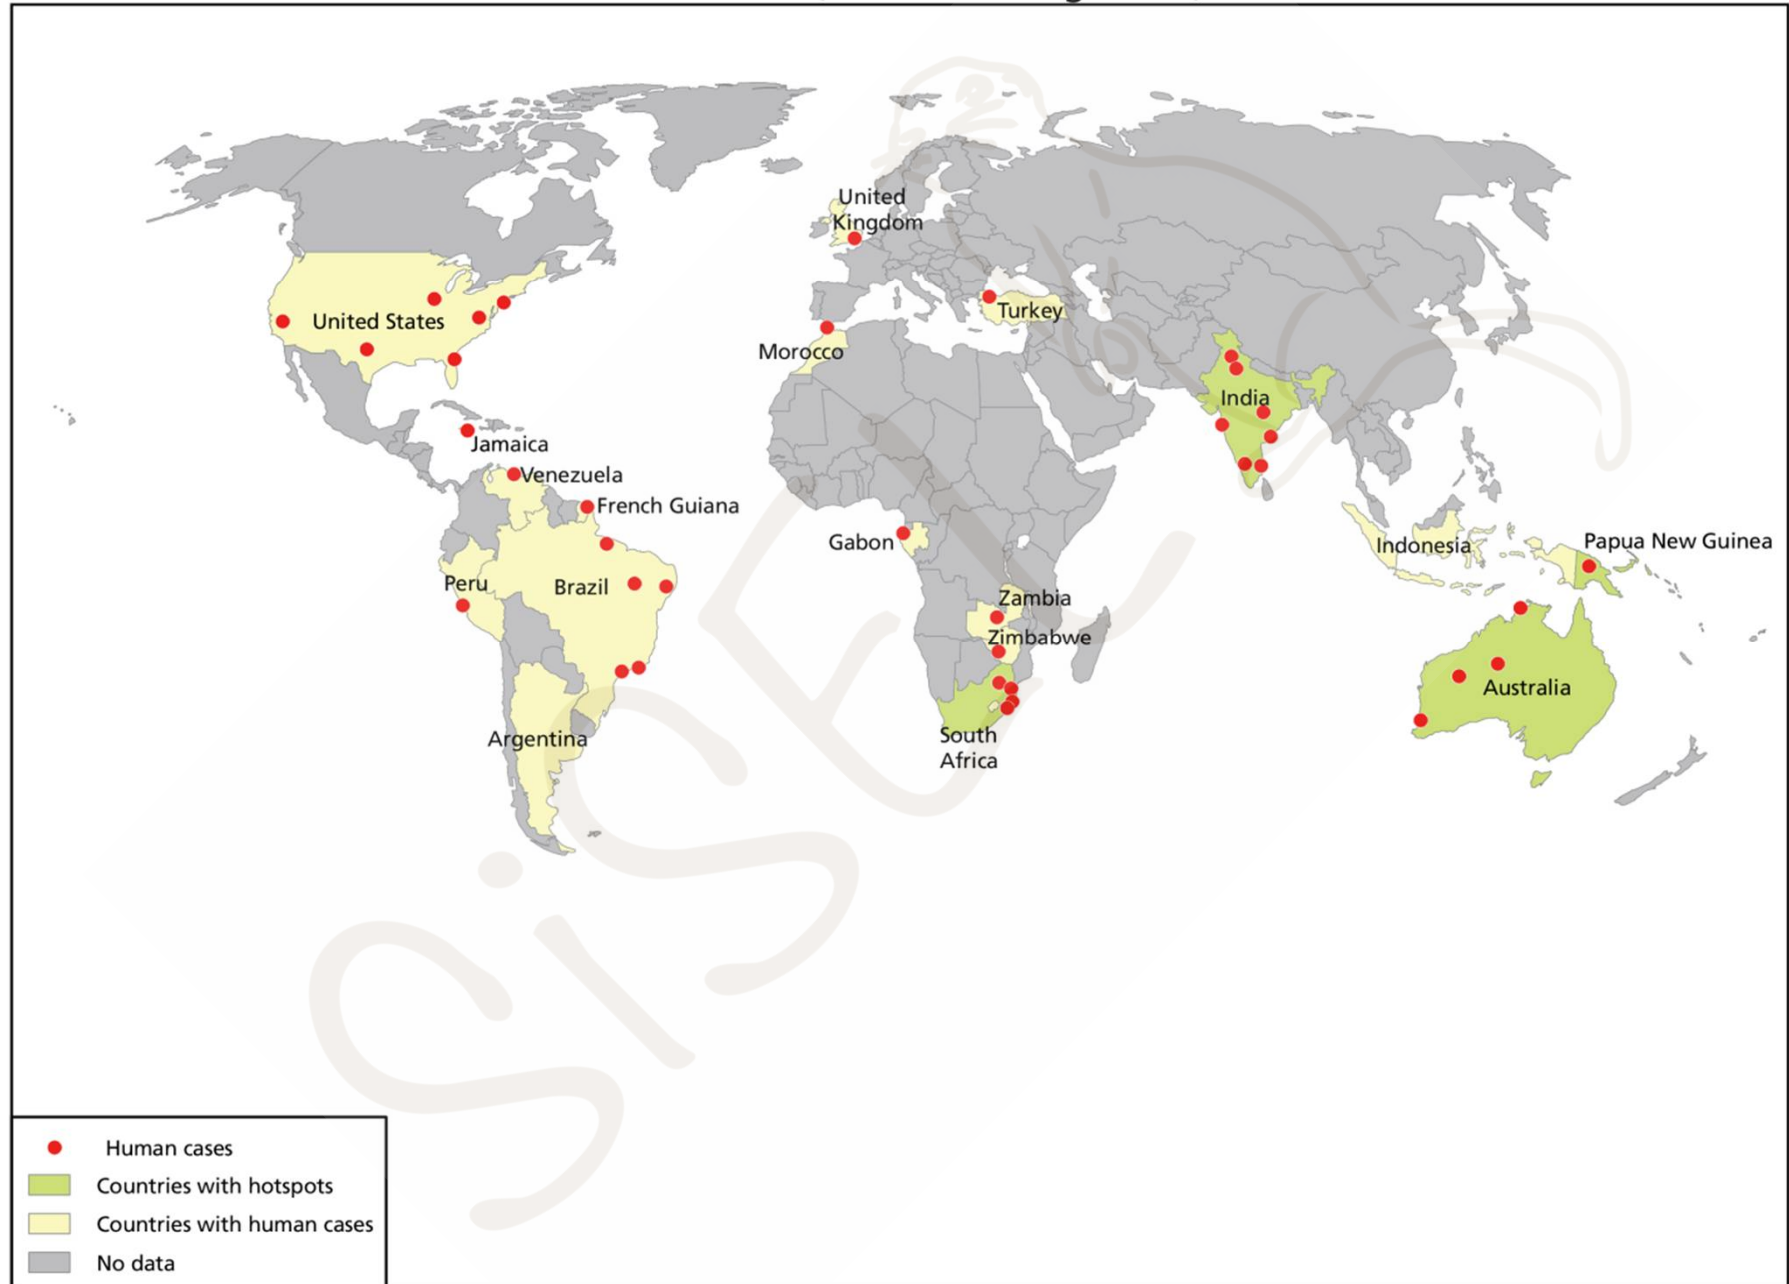 United
Kingdom
United States
Turkey
Morocco
India
Jamaica
Venezuela
French Guiana
Gabon
Indonesia
Papua New Guinea
Peru
Brazil
Zambia
Zimbabwe
Australia
Argentina
South
Africa
SiSEA
Human cases
Countries with hotspots
Countries with human cases
No data